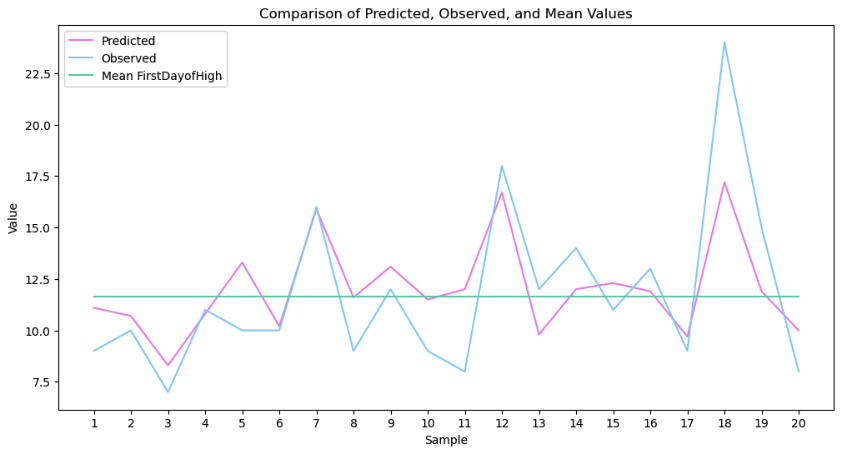 Comparison of Predicted, Observed, and Mean Values
Predicted
Observed
Mean FirstDayofHigh
Value
22.5
20.0
17.5
15.0
12.5
10.0
7.5
1 2 3 4 5 6 7 8 9 10 11 12 13 14 15 16 17 18 19 20
Sample